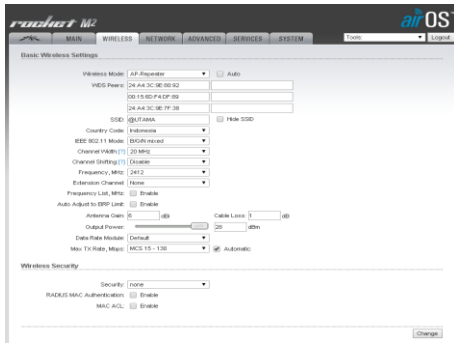 rocket M2
airOS
MAIN WIRELESS NETWORK ADVANCED SERVICES SYSTEM Tools Logout
Basic Wireless Settings
Wireless Mode: AP-Repeater Auto
WDS Peers: 24:A4:3C:9E:80:92
00:15:6D:F4:DF:89
24:A4:3C:9E:7F:38
SSID: @UTAMA Hide SSID
Country Code: Indonesia
IEEE 802.11 Mode: B/G/N mixed
Channel Width:[?] 20 MHz
Channel Shifting:[?] Disable
Frequency, MHz: 2412
Extension Channel: None
Frequency List, MHz: Enable
Auto Adjust to EIRP Limit: Enable
Antenna Gain: 6 dBi Cable Loss: 1 dB
Output Power: 28 dBm
Data Rate Module: Default
Max TX Rate, Mbps: MCS 15 - 130 Automatic
Wireless Security
Security: none
RADIUS MAC Authentication: Enable
MAC ACL: Enable
Change